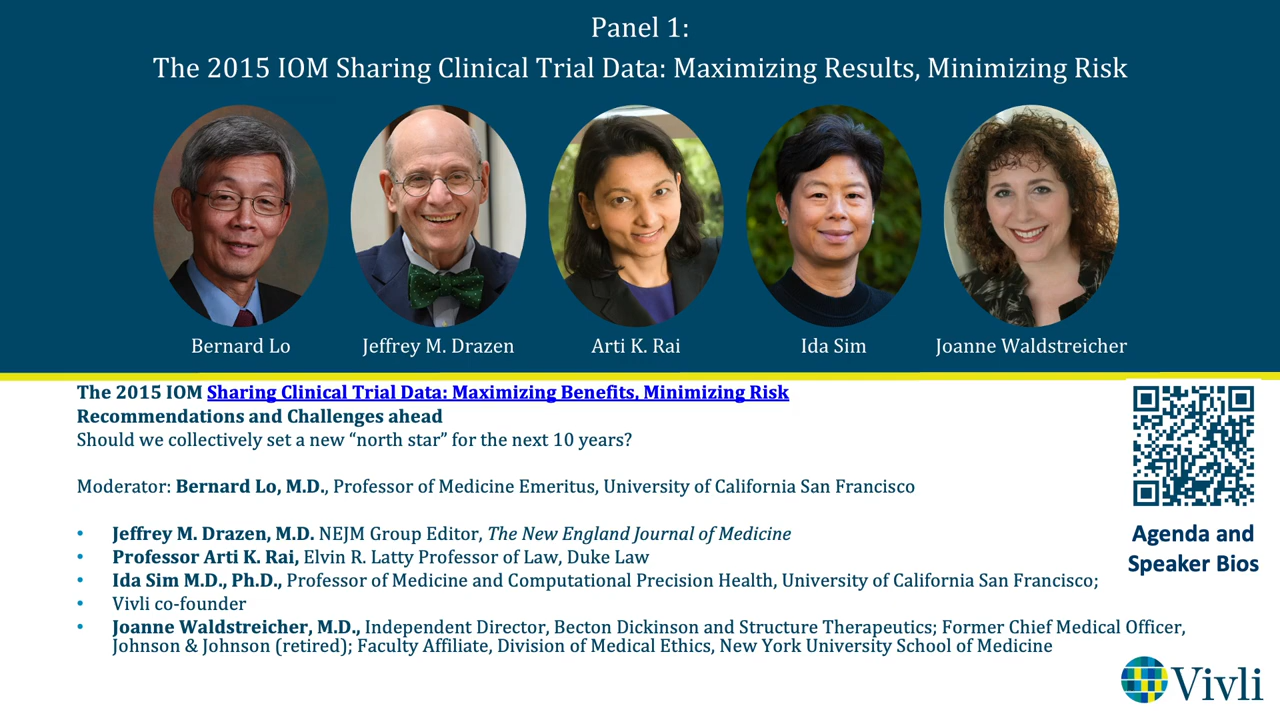 Panel 1:
The 2015 IOM Sharing Clinical Trial Data: Maximizing Results, Minimizing Risk
Bernard Lo
Jeffrey M. Drazen
Arti K. Rai
Ida Sim
Joanne Waldstreicher
The 2015 IOM Sharing Clinical Trial Data: Maximizing Benefits, Minimizing Risk
Recommendations and Challenges ahead
Should we collectively set a new “north star” for the next 10 years?
Moderator: Bernard Lo, M.D., Professor of Medicine Emeritus, University of California San Francisco
• Jeffrey M. Drazen, M.D. NEJM Group Editor, The New England Journal of Medicine
• Professor Arti K. Rai, Elvin R. Latty Professor of Law, Duke Law
• Ida Sim M.D., Ph.D., Professor of Medicine and Computational Precision Health, University of California San Francisco;
• Vivli co-founder
• Joanne Waldstreicher, M.D., Independent Director, Becton Dickinson and Structure Therapeutics; Former Chief Medical Officer,
Johnson & Johnson (retired); Faculty Affiliate, Division of Medical Ethics, New York University School of Medicine
Agenda and
Speaker Bios
Vivli